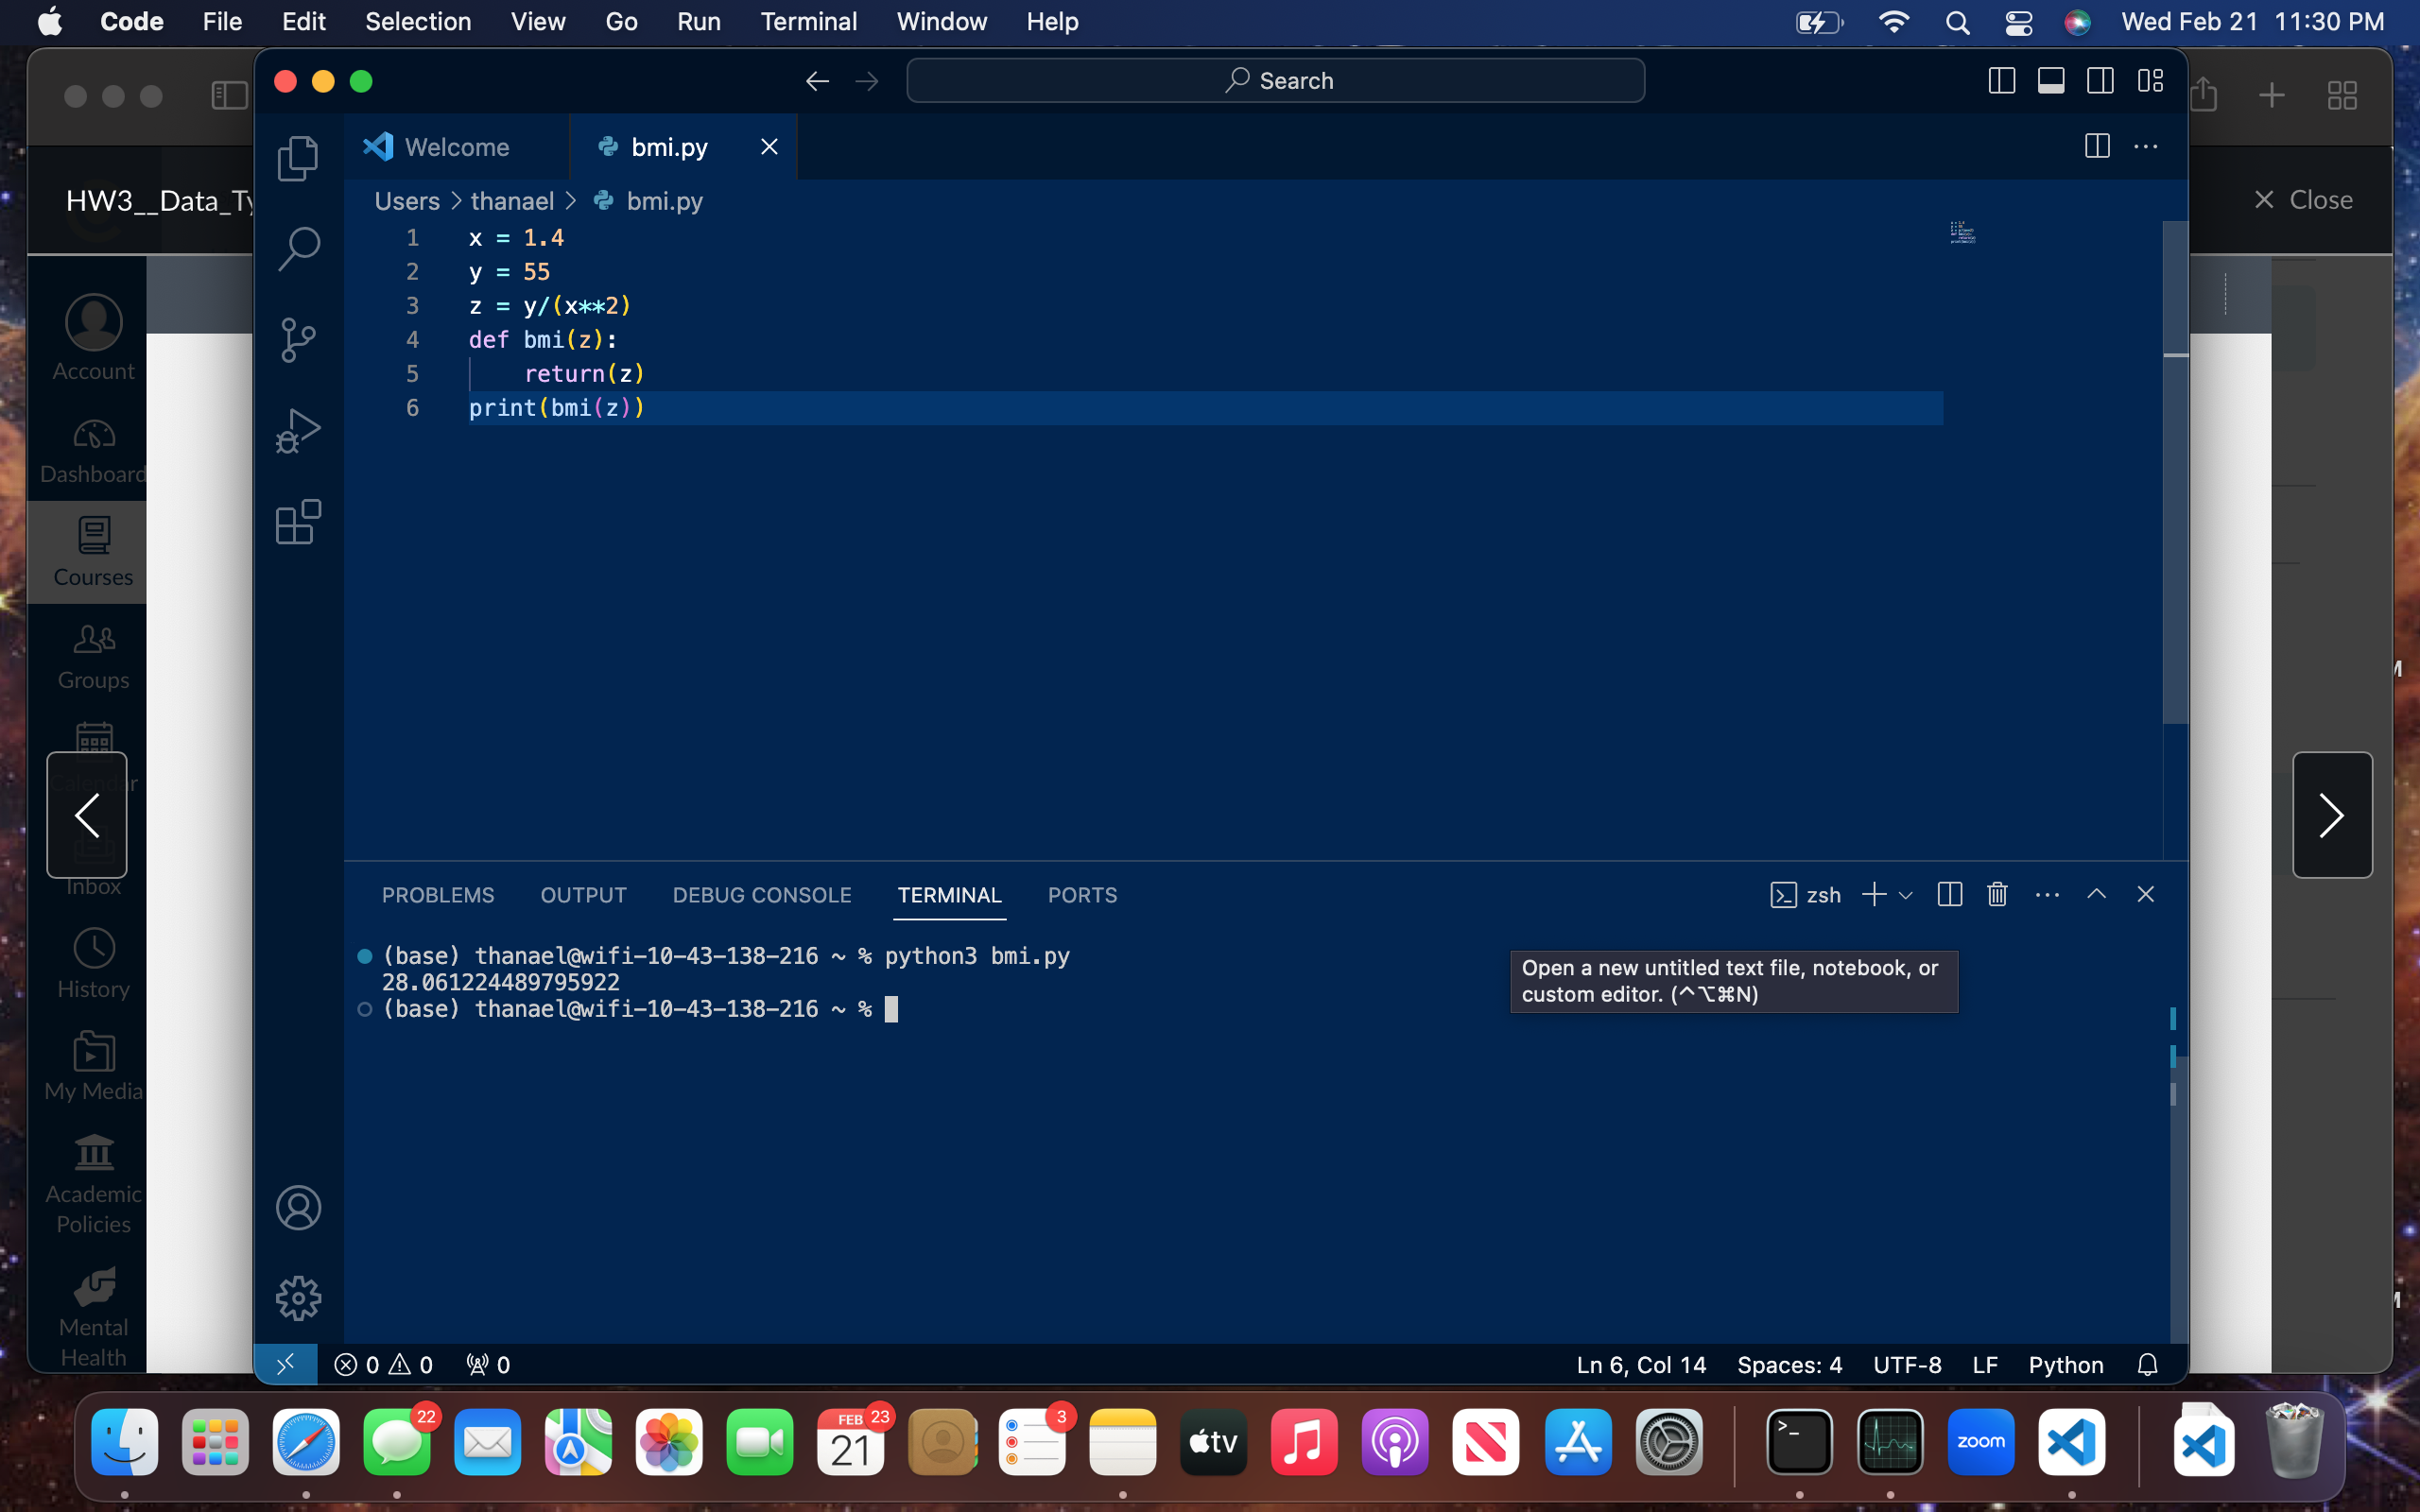 Code File Edit Selection View Go Run Terminal Window Help Wed Feb 21 11:30 PM
Search
Welcome bmi.py
HW3__Data_Ty
Close
Users > thanael > bmi.py
1 x = 1.4
2 y = 55
3 z = y/(x**2)
4 def bmi(z):
5     return(z)
6 print(bmi(z))
Account
Dashboard
Courses
Groups
Calendar
Inbox
History
My Media
Academic
Policies
Mental
Health
PROBLEMS OUTPUT DEBUG CONSOLE TERMINAL PORTS zsh
(base) thanael@wifi-10-43-138-216 ~ % python3 bmi.py
28.061224489795922
(base) thanael@wifi-10-43-138-216 ~ %
Open a new untitled text file, notebook, or
custom editor. (^⌥⌘N)
0 0 0 Ln 6, Col 14 Spaces: 4 UTF-8 LF Python
22 FEB 23 3
21 tv zoom